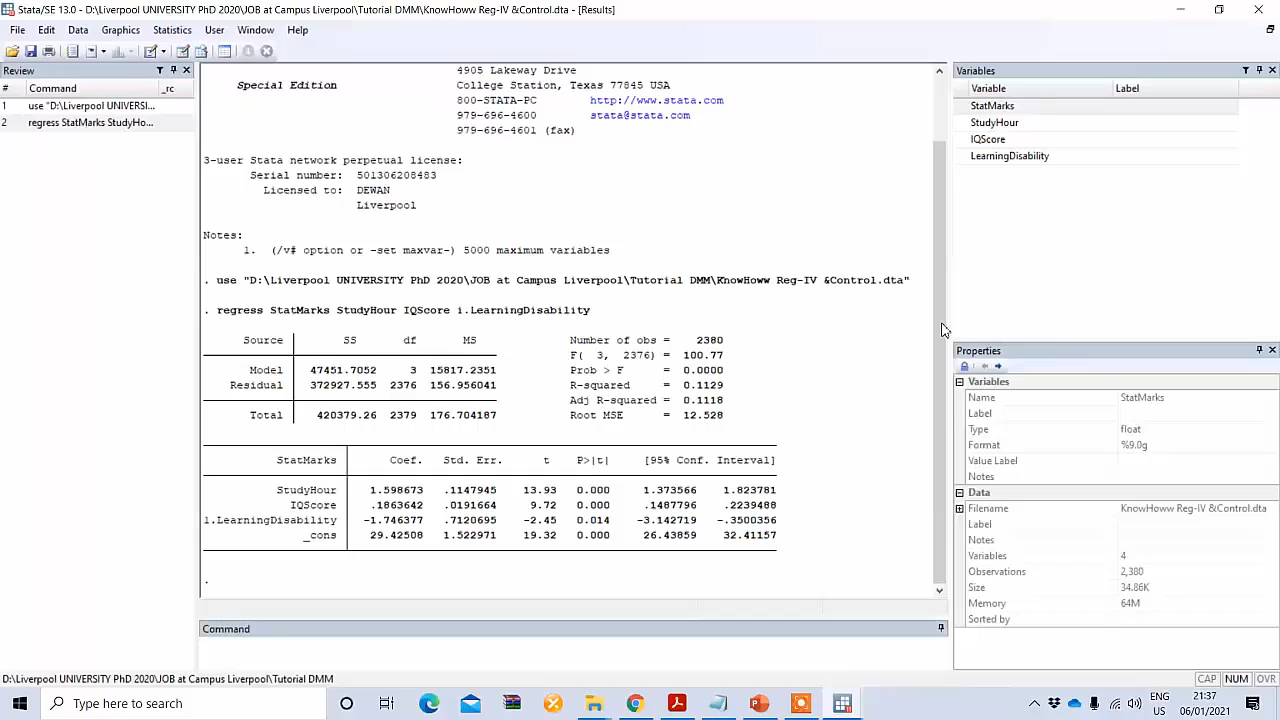 Stata/SE 13.0 - D:\Liverpool UNIVERSITY PhD 2020\JOB at Campus Liverpool\Tutorial DMM\KnowHoww Reg-IV &Control.dta - [Results]
File Edit Data Graphics Statistics User Window Help
Review
# Command _rc
1 use "D:\Liverpool UNIVERSI...
2 regress StatMarks StudyHo...
4905 Lakeway Drive
Special Edition College Station, Texas 77845 USA
800-STATA-PC http://www.stata.com
979-696-4600 stata@stata.com
979-696-4601 (fax)
3-user Stata network perpetual license:
Serial number: 501306208483
Licensed to: DEWAN
Liverpool
Notes:
1. (/v# option or -set maxvar-) 5000 maximum variables
. use "D:\Liverpool UNIVERSITY PhD 2020\JOB at Campus Liverpool\Tutorial DMM\KnowHoww Reg-IV &Control.dta"
. regress StatMarks StudyHour IQScore i.LearningDisability
Source SS df MS Number of obs = 2380
F( 3, 2376) = 100.77
Model 47451.7052 3 15817.2351 Prob > F = 0.0000
Residual 372927.555 2376 156.956041 R-squared = 0.1129
Adj R-squared = 0.1118
Total 420379.26 2379 176.704187 Root MSE = 12.528
StatMarks Coef. Std. Err. t P>|t| [95% Conf. Interval]
StudyHour 1.598673 .1147945 13.93 0.000 1.373566 1.823781
IQScore .1863642 .0191664 9.72 0.000 .1487796 .2239488
1.LearningDisability -1.746377 .7120695 -2.45 0.014 -3.142719 -.3500356
_cons 29.42508 1.522971 19.32 0.000 26.43859 32.41157
.
Command
Variables
Variable Label
StatMarks
StudyHour
IQScore
LearningDisability
Properties
Variables
Name StatMarks
Label
Type float
Format %9.0g
Value Label
Notes
Data
Filename KnowHoww Reg-IV &Control.dta
Label
Notes
Variables 4
Observations 2,380
Size 34.86K
Memory 64M
Sorted by
D:\Liverpool UNIVERSITY PhD 2020\JOB at Campus Liverpool\Tutorial DMM CAP NUM OVR
Type here to search
ENG 21:37
US 06/01/2021